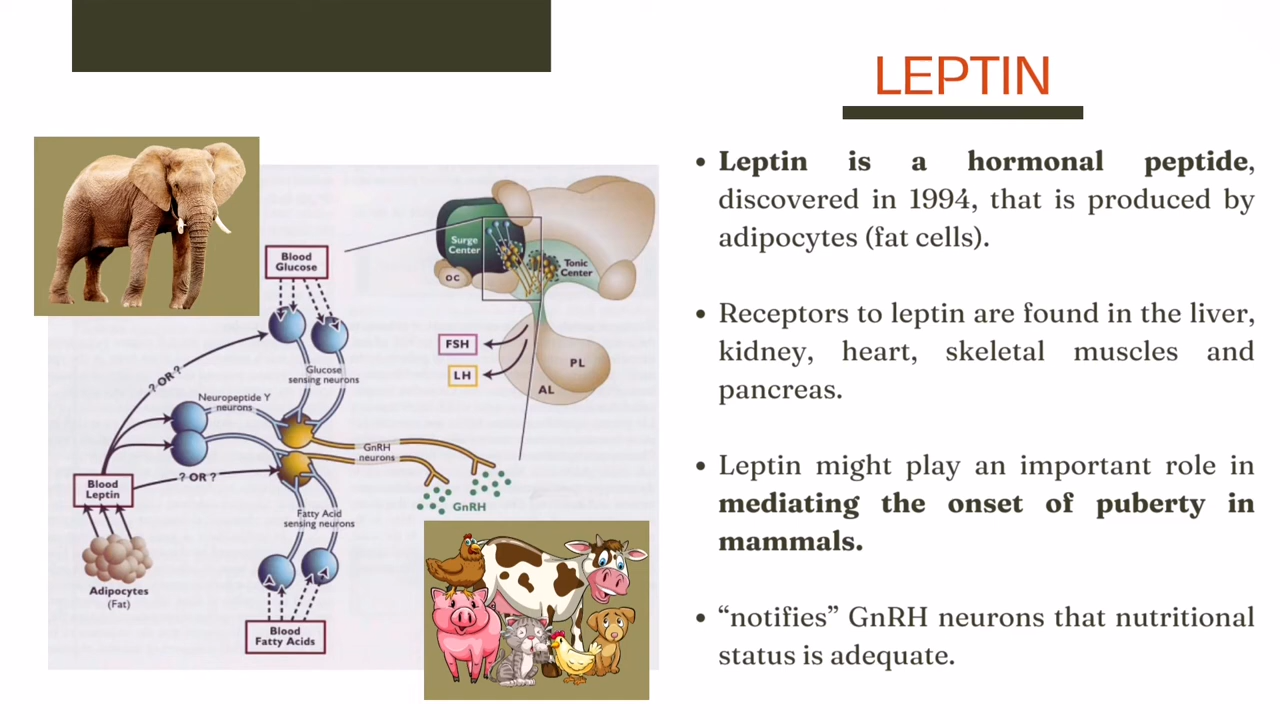 LEPTIN
• Leptin is a hormonal peptide,
discovered in 1994, that is produced by
adipocytes (fat cells).
• Receptors to leptin are found in the liver,
kidney, heart, skeletal muscles and
pancreas.
• Leptin might play an important role in
mediating the onset of puberty in
mammals.
• “notifies” GnRH neurons that nutritional
status is adequate.
Blood
Glucose
Surge
Center
Tonic
Center
OC
FSH
LH
PL
AL
? OR ?
Glucose
sensing neurons
Neuropeptide Y
neurons
GnRH
neurons
Blood
Leptin
? OR ?
GnRH
Fatty Acid
sensing neurons
Adipocytes
(Fat)
Blood
Fatty Acids